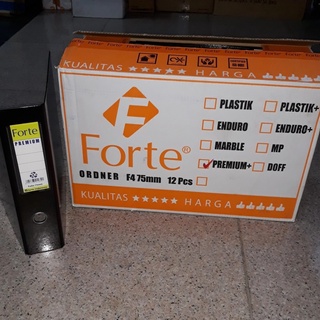 KUALITAS ★★★★★ HARGA
PLASTIK
PLASTIK+
ENDURO
ENDURO+
MARBLE
MP
PREMIUM+
DOFF
Forte®
ORDNER F4 75mm 12 Pcs
KUALITAS ★★★★★ HARGA
Forte
PREMIUM